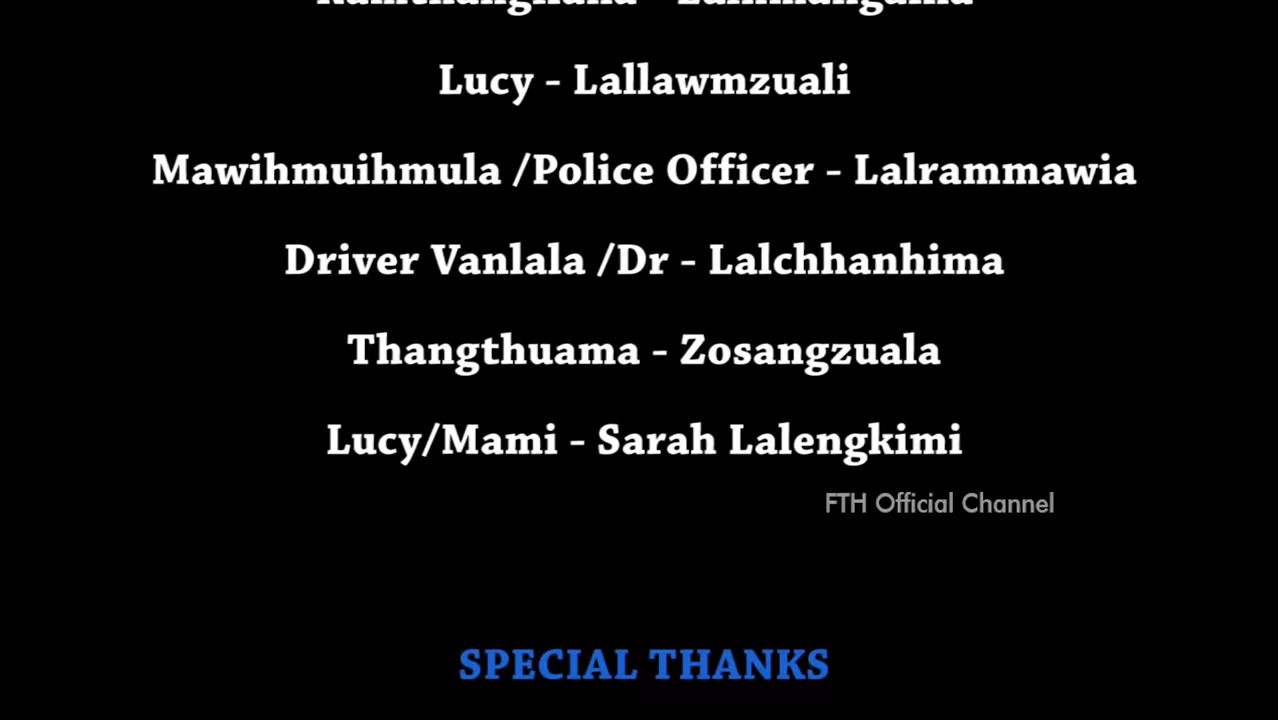 Lucy - Lallawmzuali
Mawihmuihmula /Police Officer - Lalrammawia
Driver Vanlala /Dr - Lalchhanhima
Thangthuama - Zosangzuala
Lucy/Mami - Sarah Lalengkimi
FTH Official Channel
SPECIAL THANKS